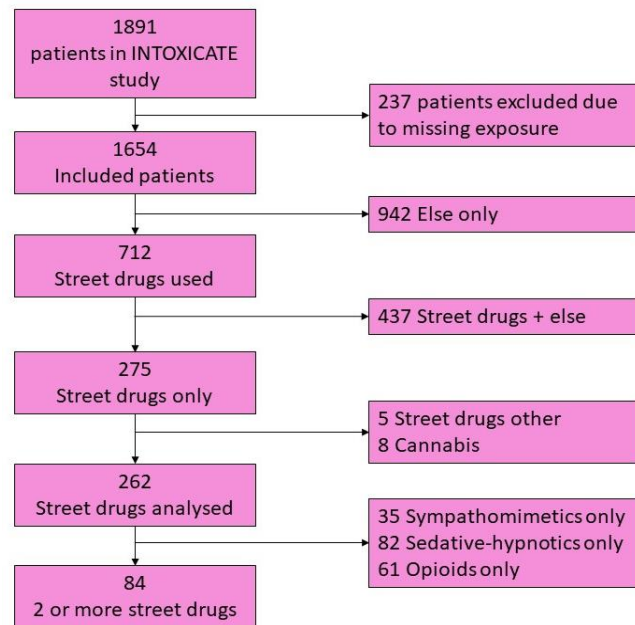 1891
patients in INTOXICATE
study
237 patients excluded due
to missing exposure
1654
Included patients
942 Else only
712
Street drugs used
437 Street drugs + else
275
Street drugs only
5 Street drugs other
8 Cannabis
262
Street drugs analysed
35 Sympathomimetics only
82 Sedative-hypnotics only
61 Opioids only
84
2 or more street drugs